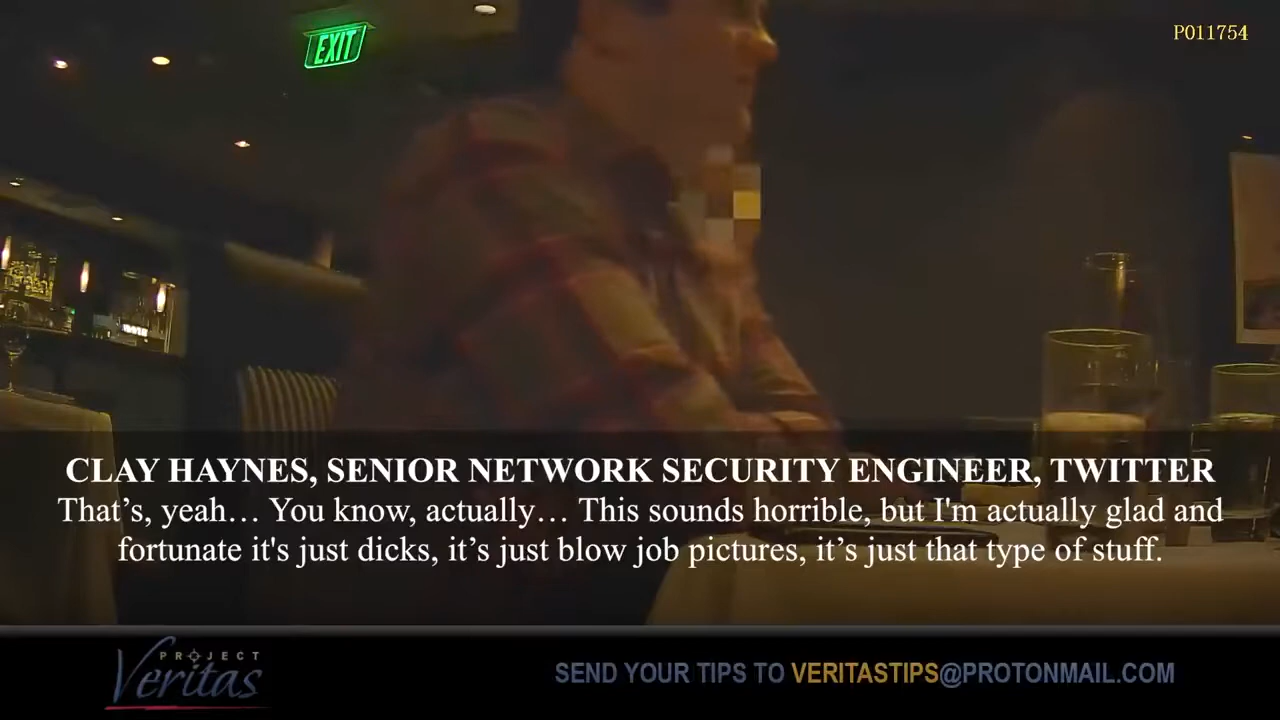 EXIT
P011754
CLAY HAYNES, SENIOR NETWORK SECURITY ENGINEER, TWITTER
That’s, yeah… You know, actually… This sounds horrible, but I'm actually glad and
fortunate it's just dicks, it’s just blow job pictures, it’s just that type of stuff.
PROJECT
Veritas
SEND YOUR TIPS TO VERITASTIPS@PROTONMAIL.COM